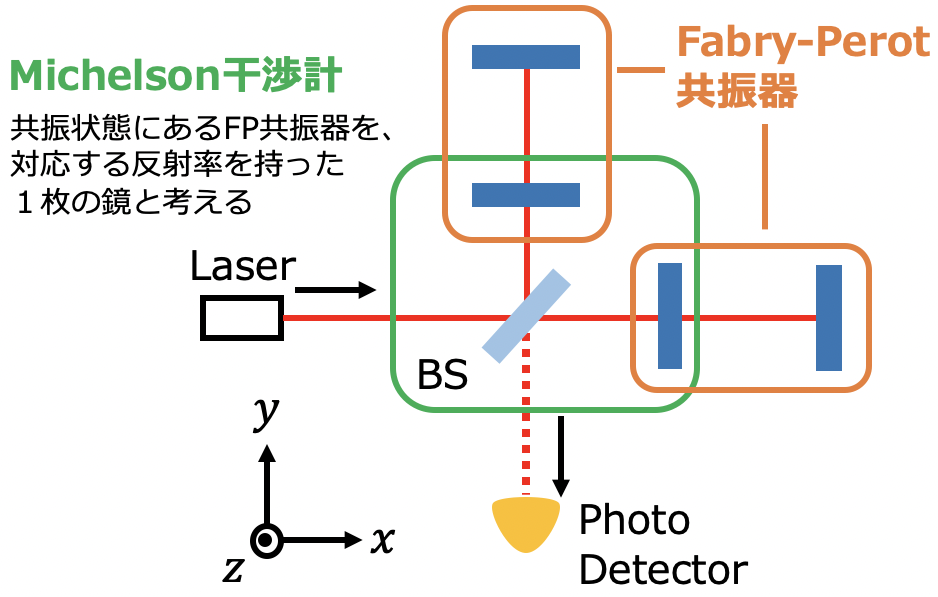 Michelson干渉計
共振状態にあるFP共振器を、
対応する反射率を持った
１枚の鏡と考える
Fabry-Perot
共振器
Laser
BS
y
x
z
Photo
Detector